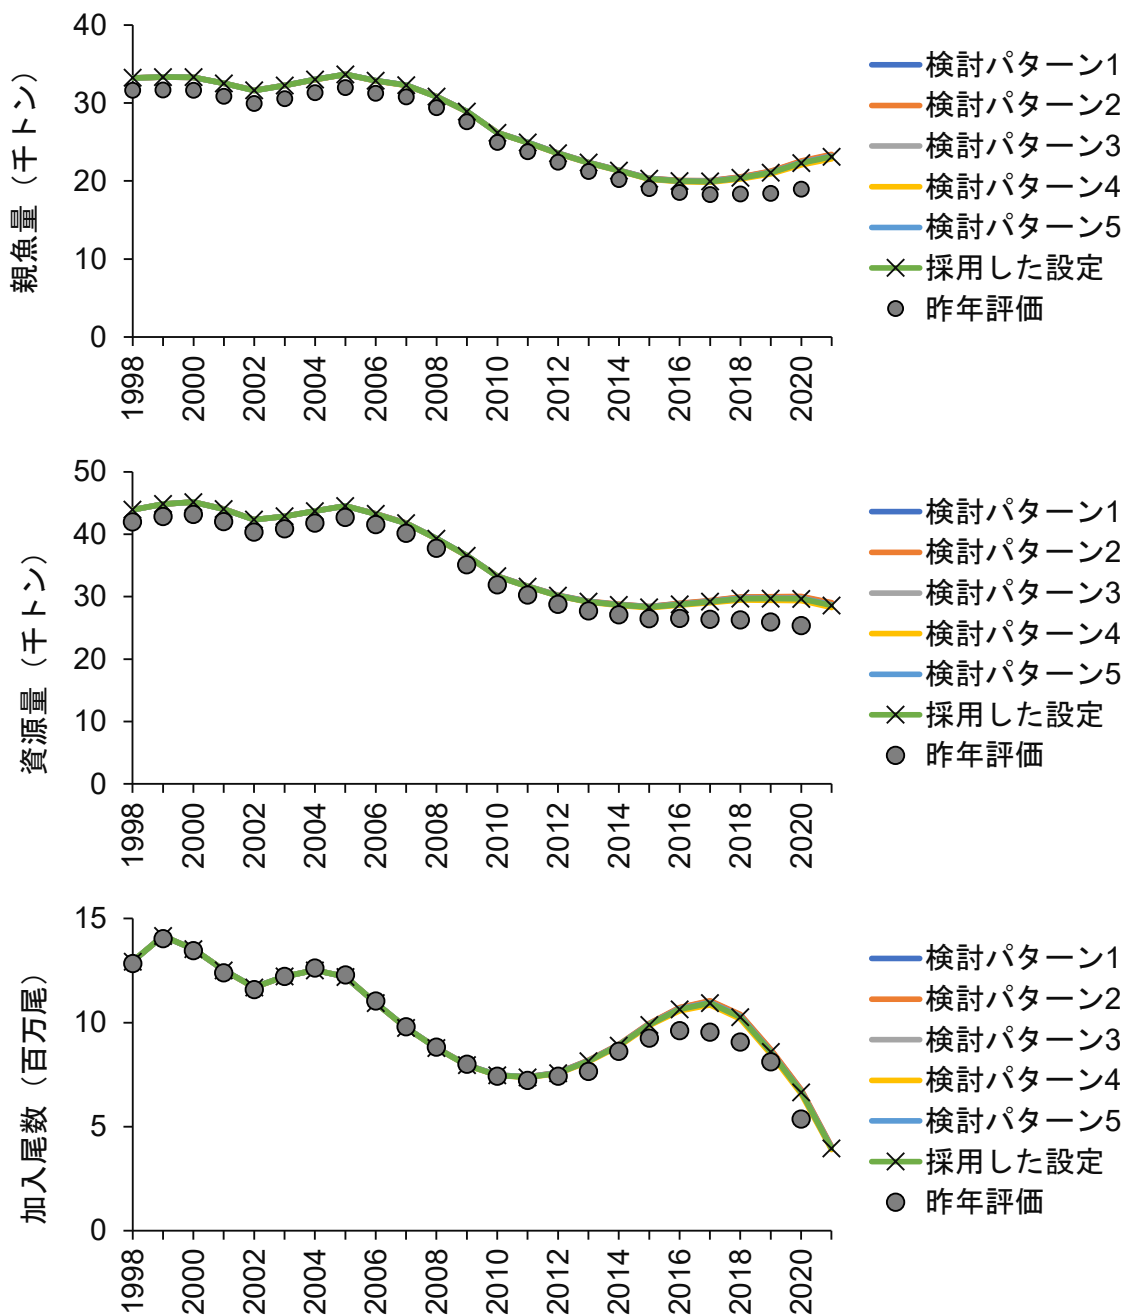 親魚量（千トン）
40
30
20
10
0
1998
2000
2002
2004
2006
2008
2010
2012
2014
2016
2018
2020
検討パターン1
検討パターン2
検討パターン3
検討パターン4
検討パターン5
採用した設定
昨年評価
資源量（千トン）
50
40
30
20
10
0
1998
2000
2002
2004
2006
2008
2010
2012
2014
2016
2018
2020
検討パターン1
検討パターン2
検討パターン3
検討パターン4
検討パターン5
採用した設定
昨年評価
加入尾数（百万尾）
15
10
5
0
1998
2000
2002
2004
2006
2008
2010
2012
2014
2016
2018
2020
検討パターン1
検討パターン2
検討パターン3
検討パターン4
検討パターン5
採用した設定
昨年評価